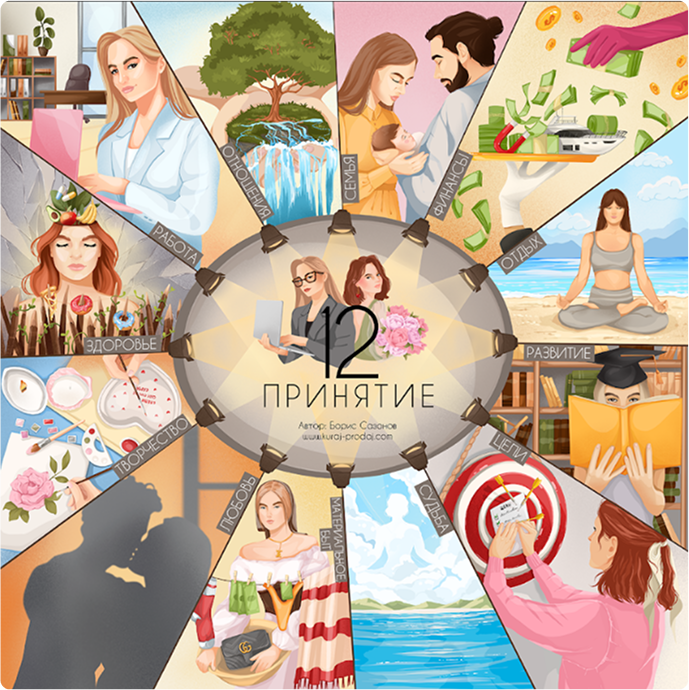 ОТНОШЕНИЯ
СЕМЬЯ
ФИНАНСЫ
РАБОТА
ОТДЫХ
ЗДОРОВЬЕ
РАЗВИТИЕ
12
ПРИНЯТИЕ
Автор: Борис Сазанов
www.kuraj-prodaj.com
ТВОРЧЕСТВО
ЦЕЛИ
ЛЮБОВЬ
МАТЕРИАЛЬНОЕ
БЫТ
СУДЬБА